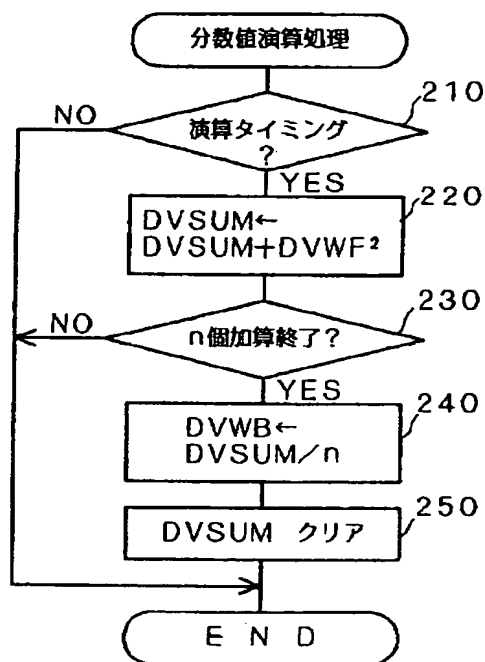 分数値演算処理
210
NO
演算タイミング
?
YES
220
DVSUM←
DVSUM+DVWF²
230
NO
n個加算終了?
YES
240
DVWB←
DVSUM/n
250
DVSUM クリア
E N D